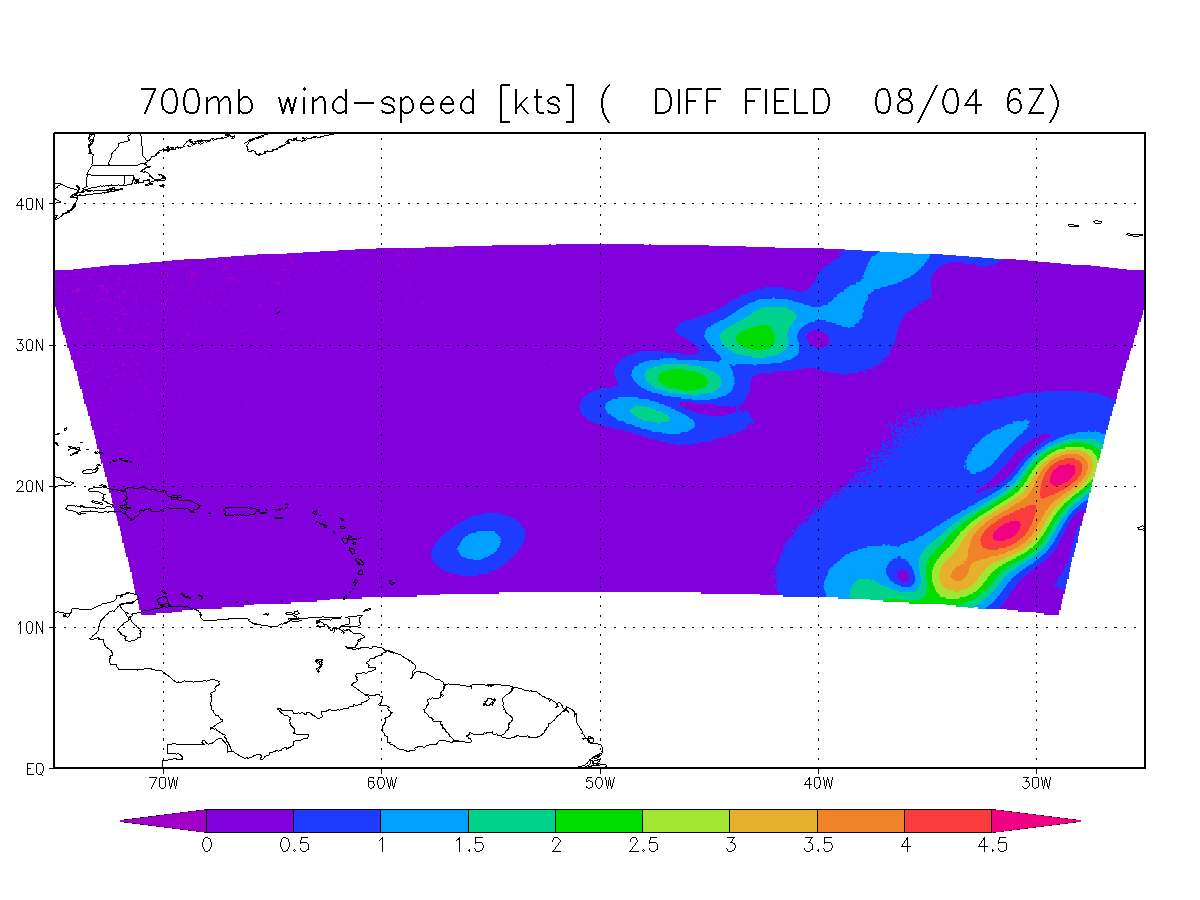 700mb wind-speed [kts] (  DIFF FIELD  08/04 6Z)
40N
30N
20N
10N
EQ
70W 60W 50W 40W 30W
0 0.5 1 1.5 2 2.5 3 3.5 4 4.5